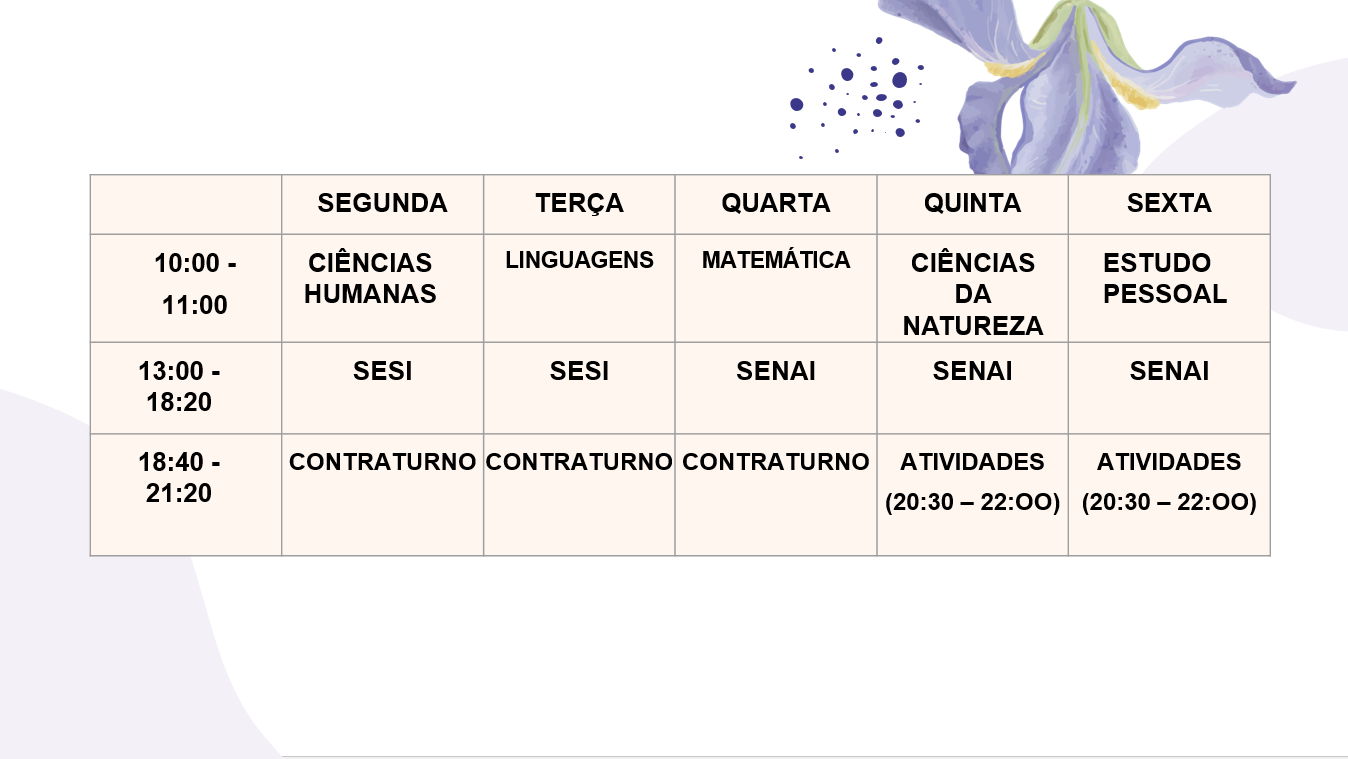 SEGUNDA TERÇA QUARTA QUINTA SEXTA
10:00 -
11:00
CIÊNCIAS
HUMANAS
LINGUAGENS
MATEMÁTICA
CIÊNCIAS
DA
NATUREZA
ESTUDO
PESSOAL
13:00 -
18:20
SESI
SESI
SENAI
SENAI
SENAI
18:40 -
21:20
CONTRATURNO
CONTRATURNO
CONTRATURNO
ATIVIDADES
(20:30 – 22:OO)
ATIVIDADES
(20:30 – 22:OO)